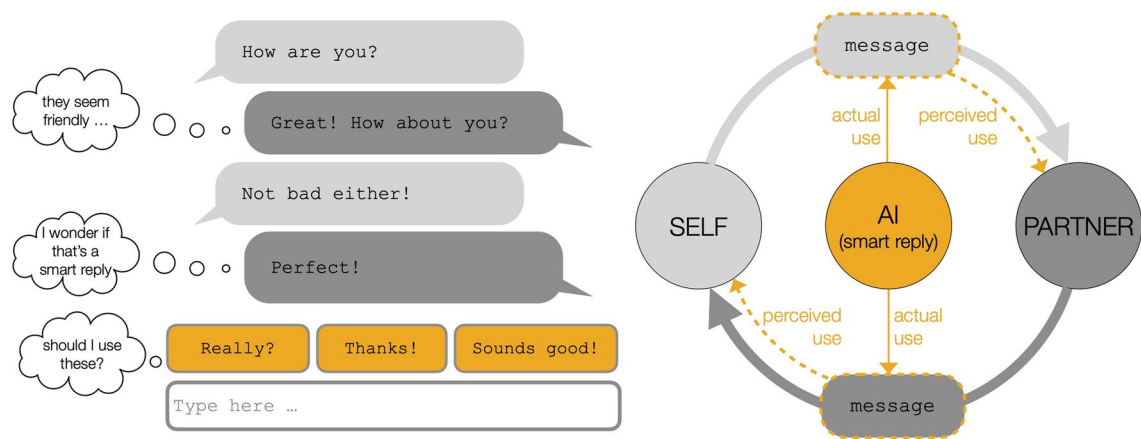 How are you?
they seem
friendly ...
Great! How about you?
Not bad either!
I wonder if
that's a
smart reply
Perfect!
should I use
these?
Really?
Thanks!
Sounds good!
Type here ...
message
actual
use
perceived
use
SELF
AI
(smart reply)
PARTNER
perceived
use
actual
use
message